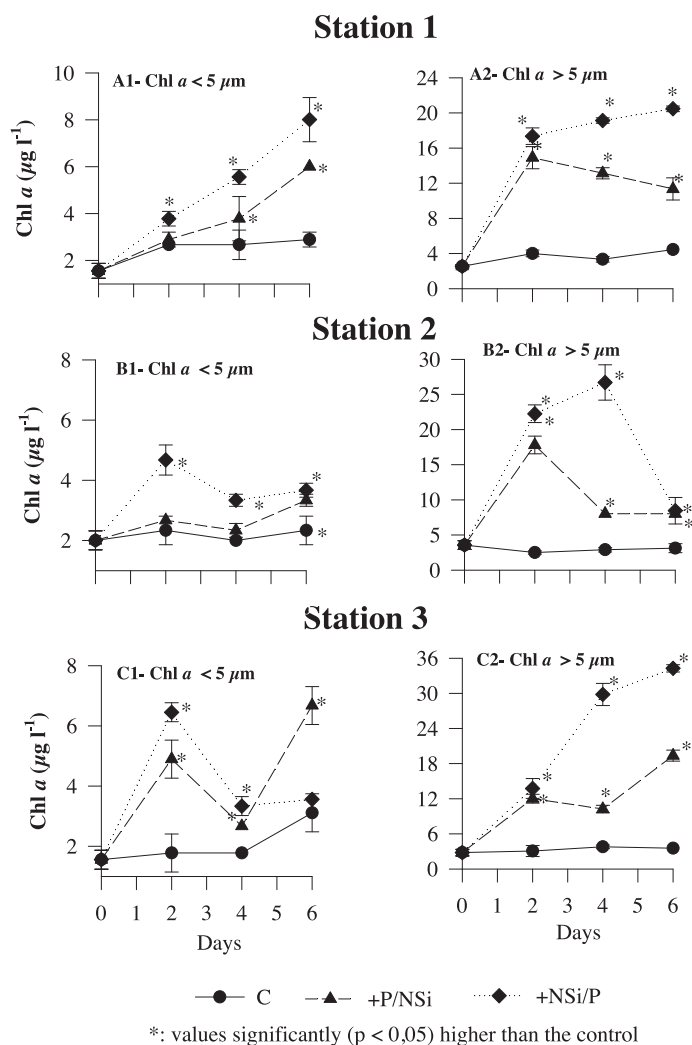 Station 1
A1- Chl a < 5 µm
A2- Chl a > 5 µm
Chl a (µg l-1)
10
8
6
4
2
24
20
16
12
8
4
0
* * * * *
* * * * * *
Station 2
B1- Chl a < 5 µm
B2- Chl a > 5 µm
Chl a (µg l-1)
8
6
4
2
30
25
20
15
10
5
0
* * * *
* * * * * *
Station 3
C1- Chl a < 5 µm
C2- Chl a > 5 µm
Chl a (µg l-1)
8
6
4
2
36
30
24
18
12
6
0
* * * * *
* * * * * *
0 1 2 3 4 5 6
0 1 2 3 4 5 6
Days
Days
C +P/NSi +NSi/P
*: values significantly (p < 0,05) higher than the control